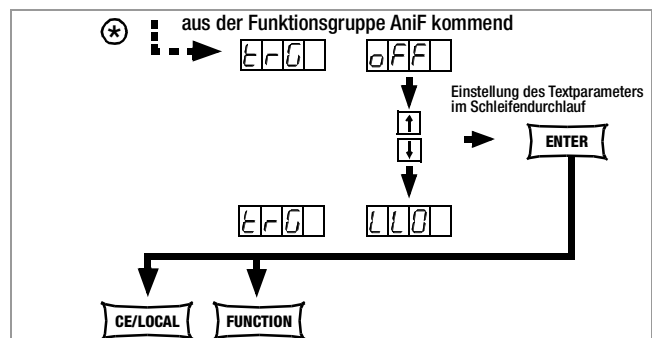 aus der Funktionsgruppe AniF kommend
trG oFF
Einstellung des Textparameters
im Schleifendurchlauf
↑
↓
ENTER
trG LLO
CE/LOCAL FUNCTION